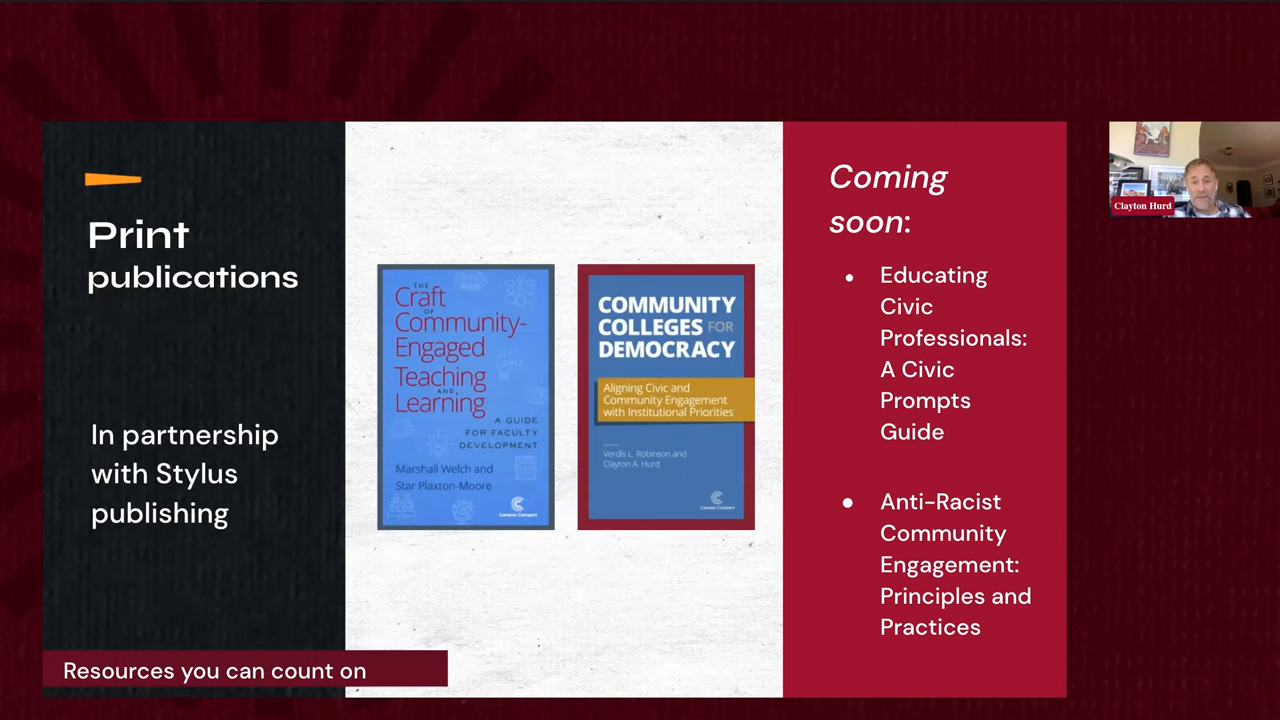 Print
publications
In partnership
with Stylus
publishing
Resources you can count on
THE
Craft
OF
Community-
Engaged
Teaching
AND
Learning
A GUIDE
FOR FACULTY
DEVELOPMENT
Marshall Welch and
Star Plaxton-Moore
Campus Compact
COMMUNITY
COLLEGES FOR
DEMOCRACY
Aligning Civic and
Community Engagement
with Institutional Priorities
Verdis L. Robinson and
Clayton A. Hurd
Campus Compact
Coming
soon:
• Educating
Civic
Professionals:
A Civic
Prompts
Guide
• Anti-Racist
Community
Engagement:
Principles and
Practices
Clayton Hurd